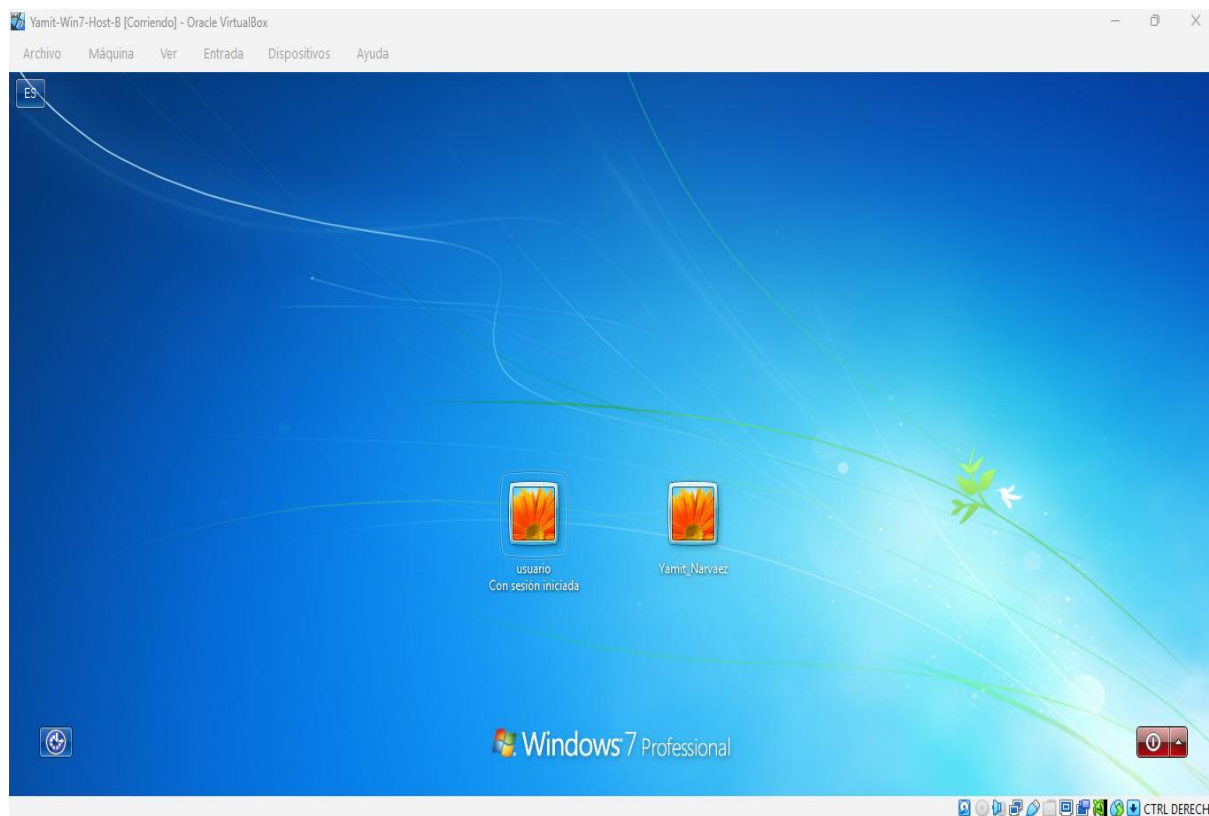 Yamit-Win7-Host-B [Corriendo] - Oracle VirtualBox
Archivo Máquina Ver Entrada Dispositivos Ayuda
ES
usuario
Con sesión iniciada
Yamit_Narvaez
Windows 7 Professional
CTRL DERECH